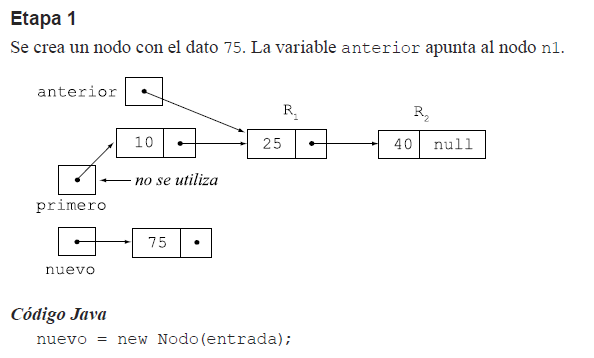 Etapa 1
Se crea un nodo con el dato 75. La variable anterior apunta al nodo n1.
anterior
R1
R2
10
25
40 null
no se utiliza
primero
75
nuevo
Código Java
nuevo = new Nodo(entrada);